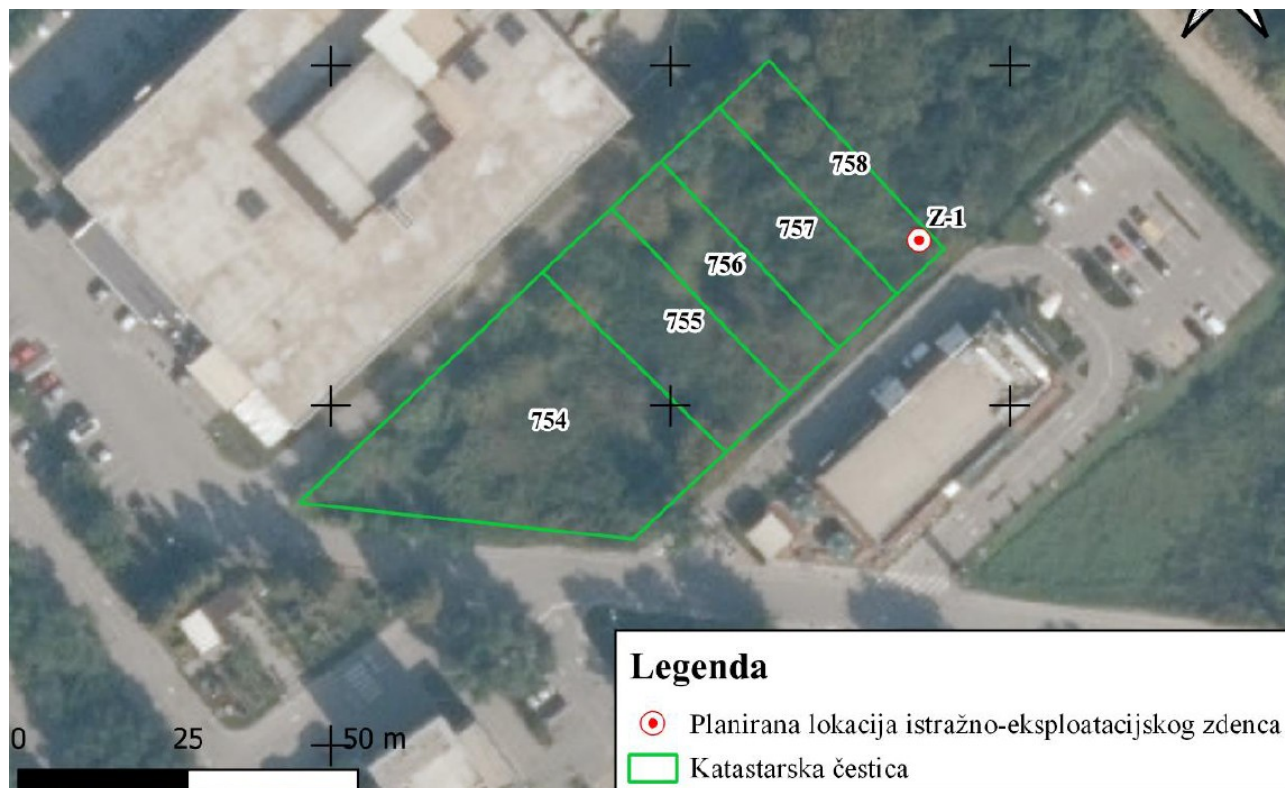 758
Z-1
757
756
755
754
Legenda
Planirana lokacija istražno-eksploatacijskog zdenca
Katastarska čestica
0 25 50 m